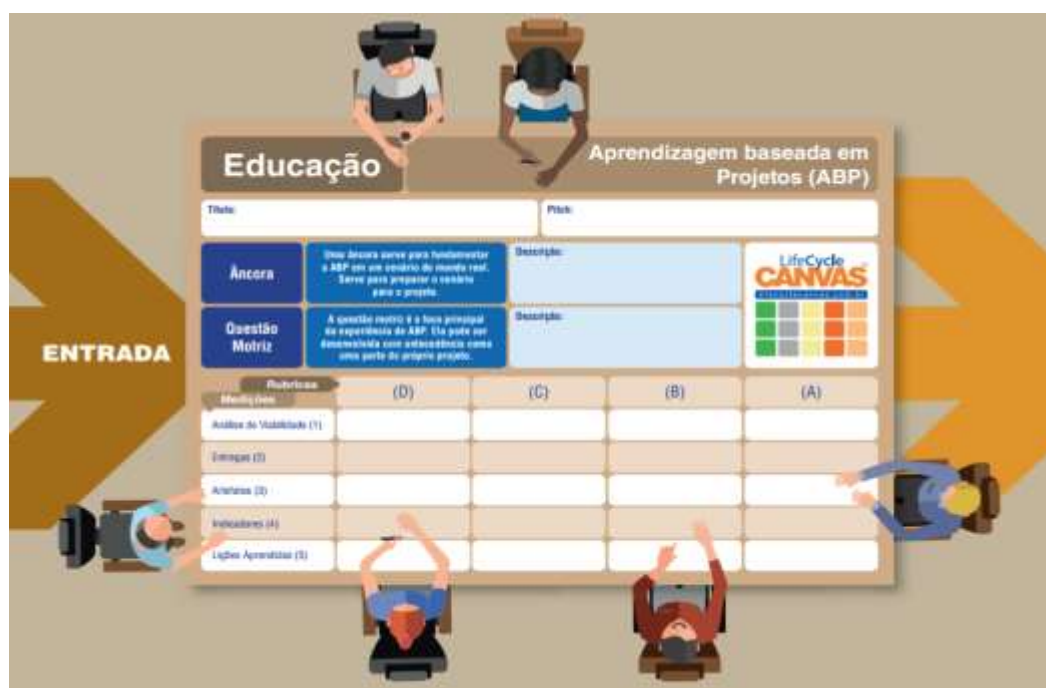 Educação
Aprendizagem baseada em
Projetos (ABP)
Título:
Pitch:
Âncora
Uma âncora serve para fundamentar
a ABP em um cenário do mundo real.
Serve para preparar o cenário
para o projeto.
Descrição:
LifeCycle
CANVAS
Questão
Motriz
A questão motriz é o foco principal
da experiência de ABP. Ela pode ser
desenvolvida com antecedência como
uma parte do próprio projeto.
Descrição:
ENTRADA
Rubricas
Medições
(D)
(C)
(B)
(A)
Análise de Viabilidade (1)
Entregas (2)
Artefatos (3)
Indicadores (4)
Lições Aprendidas (5)